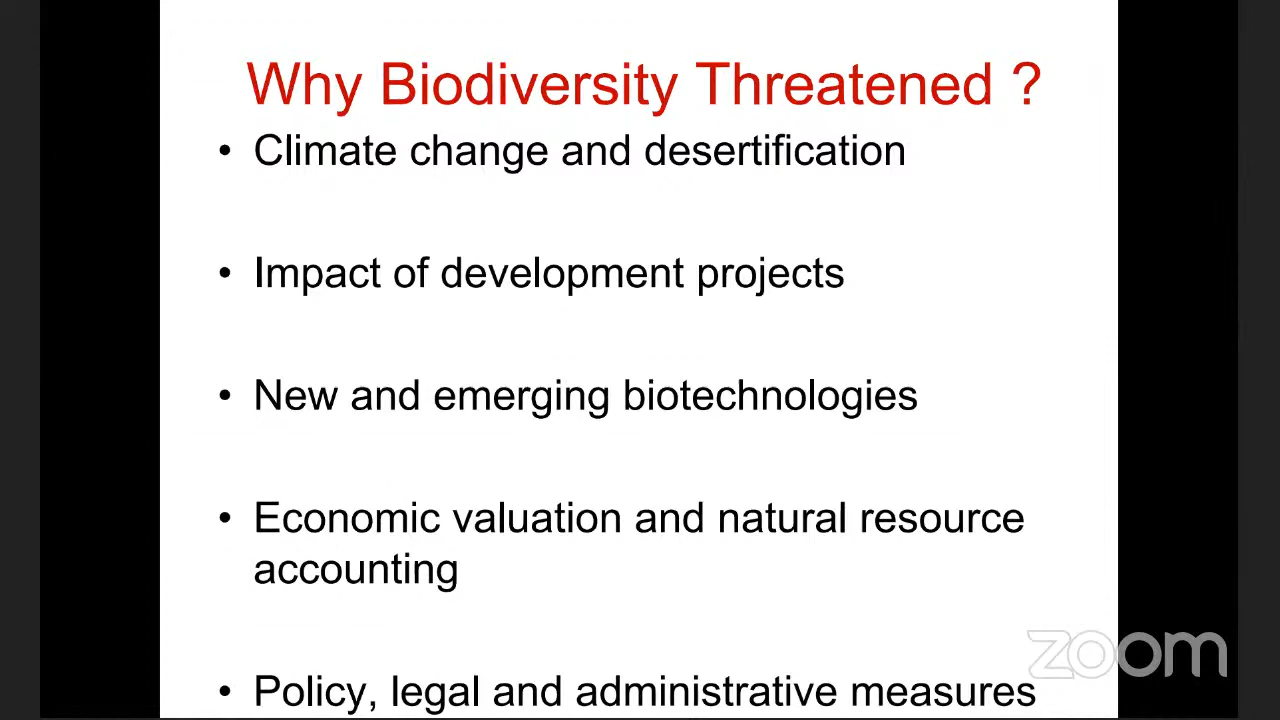 Why Biodiversity Threatened ?
• Climate change and desertification
• Impact of development projects
• New and emerging biotechnologies
• Economic valuation and natural resource
accounting
zoom
• Policy, legal and administrative measures